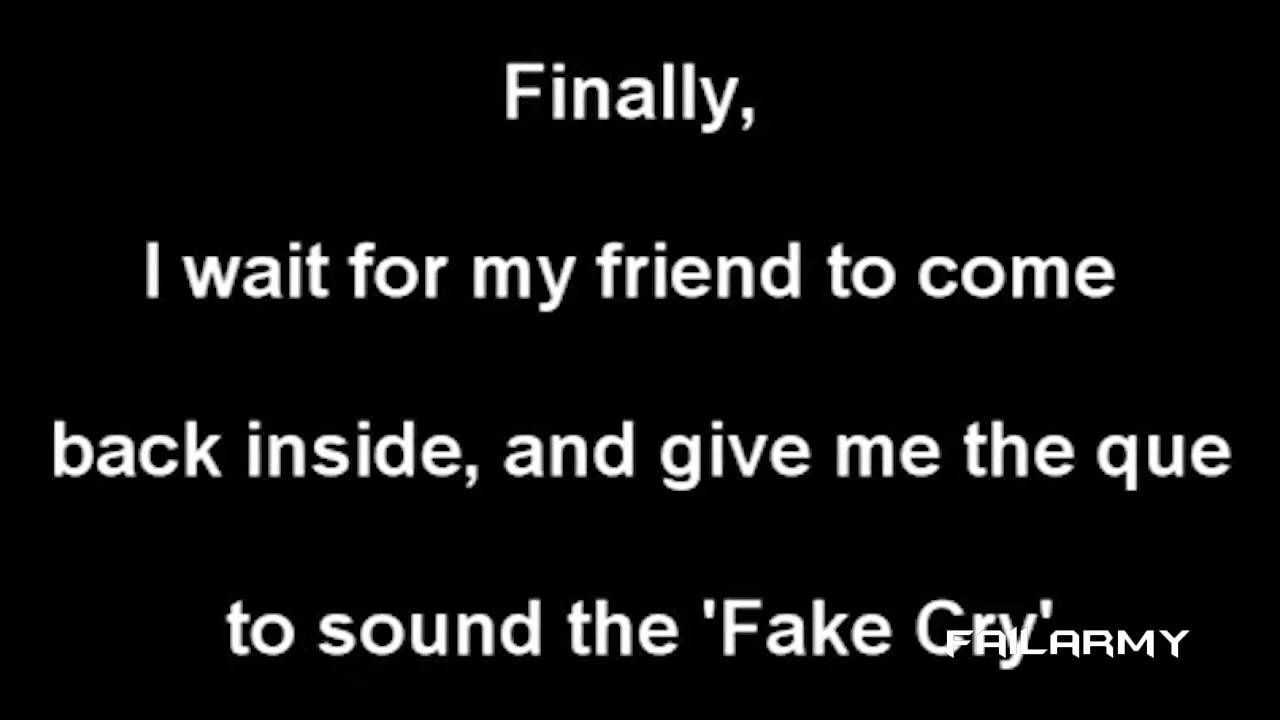 Finally,
I wait for my friend to come
back inside, and give me the que
to sound the 'Fake Cry'
FAILARMY